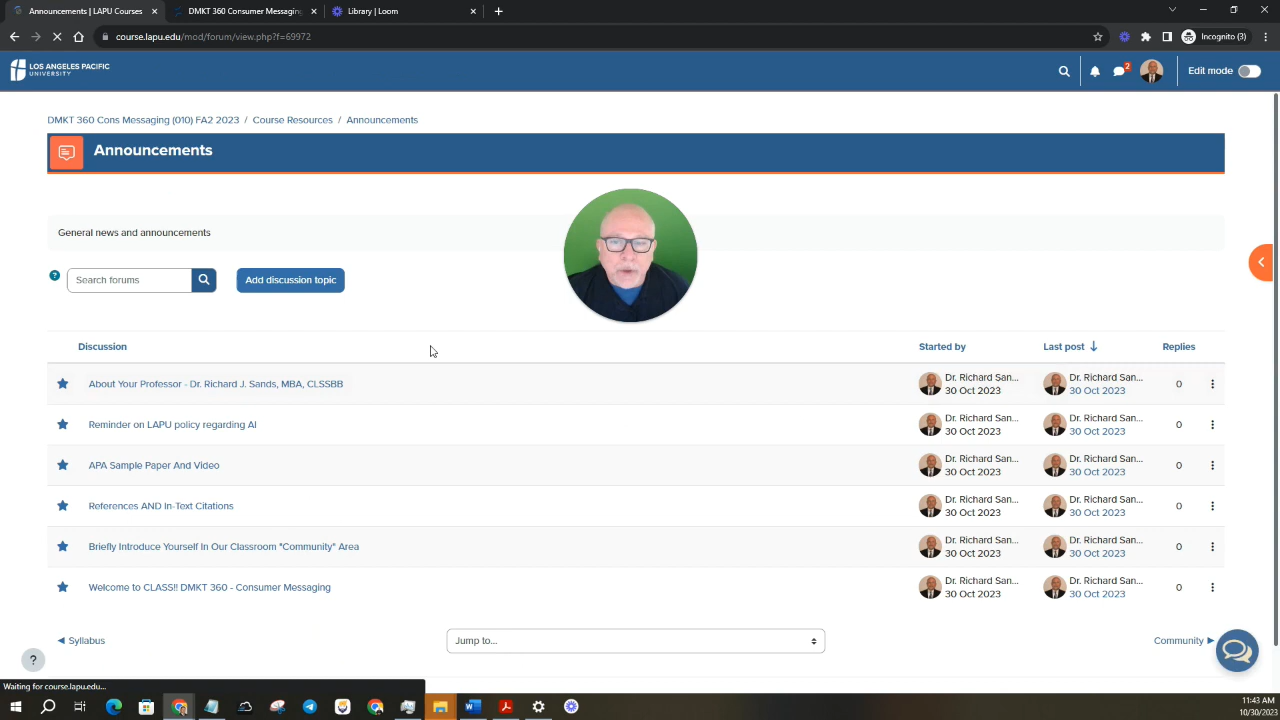 Announcements | LAPU Courses
DMKT 360 Consumer Messaging
Library | Loom
course.lapu.edu/mod/forum/view.php?f=69972
Incognito (3)
LOS ANGELES PACIFIC
UNIVERSITY
2
Edit mode
DMKT 360 Cons Messaging (010) FA2 2023 / Course Resources / Announcements
Announcements
General news and announcements
?
Search forums
Add discussion topic
Discussion
Started by
Last post
Replies
About Your Professor - Dr. Richard J. Sands, MBA, CLSSBB
Dr. Richard San...
30 Oct 2023
Dr. Richard San...
30 Oct 2023
0
Reminder on LAPU policy regarding AI
Dr. Richard San...
30 Oct 2023
Dr. Richard San...
30 Oct 2023
0
APA Sample Paper And Video
Dr. Richard San...
30 Oct 2023
Dr. Richard San...
30 Oct 2023
0
References AND In-Text Citations
Dr. Richard San...
30 Oct 2023
Dr. Richard San...
30 Oct 2023
0
Briefly Introduce Yourself In Our Classroom "Community" Area
Dr. Richard San...
30 Oct 2023
Dr. Richard San...
30 Oct 2023
0
Welcome to CLASS!! DMKT 360 - Consumer Messaging
Dr. Richard San...
30 Oct 2023
Dr. Richard San...
30 Oct 2023
0
◀ Syllabus
Jump to...
Community ▶
?
Waiting for course.lapu.edu...
11:43 AM
10/30/2023